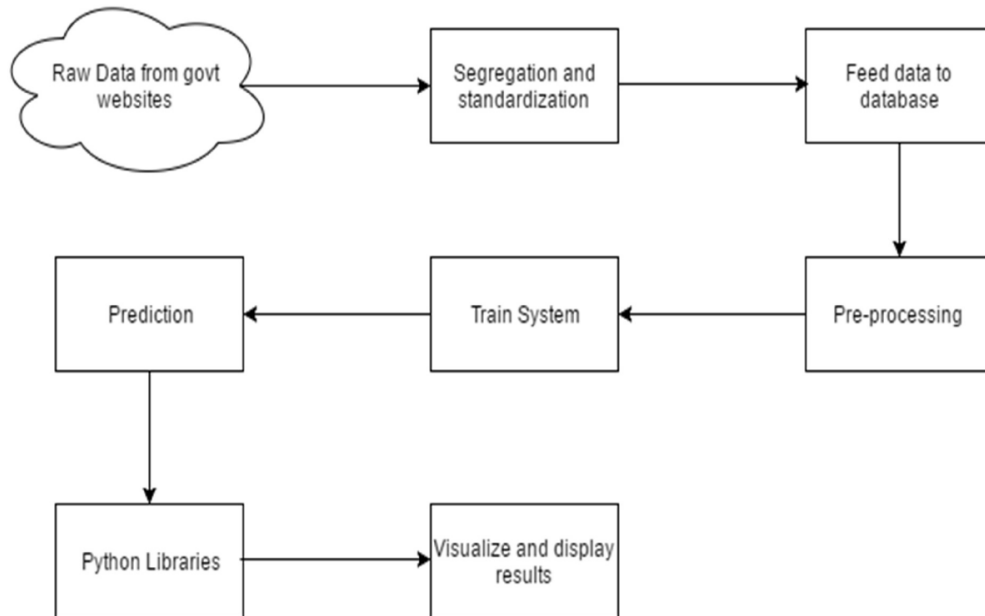 Raw Data from govt
websites
Segregation and
standardization
Feed data to
database
Pre-processing
Train System
Prediction
Python Libraries
Visualize and display
results